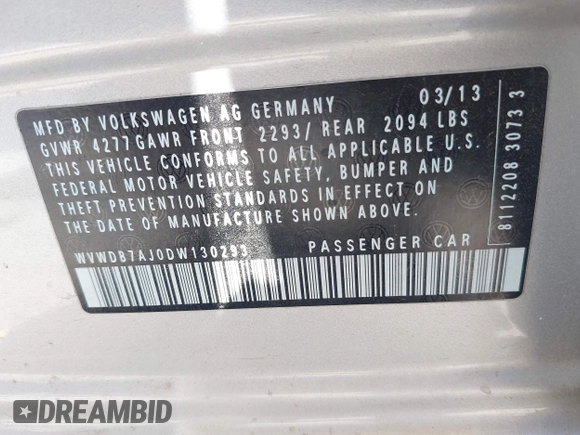 MFD BY VOLKSWAGEN AG GERMANY 03/13
GVWR 4277 GAWR FRONT 2293/ REAR 2094 LBS
THIS VEHICLE CONFORMS TO ALL APPLICABLE U.S.
FEDERAL MOTOR VEHICLE SAFETY, BUMPER AND
THEFT PREVENTION STANDARDS IN EFFECT ON
THE DATE OF MANUFACTURE SHOWN ABOVE.
WVWDB7AJ0DW130293 PASSENGER CAR
8112208 3073 3
DREAMBID